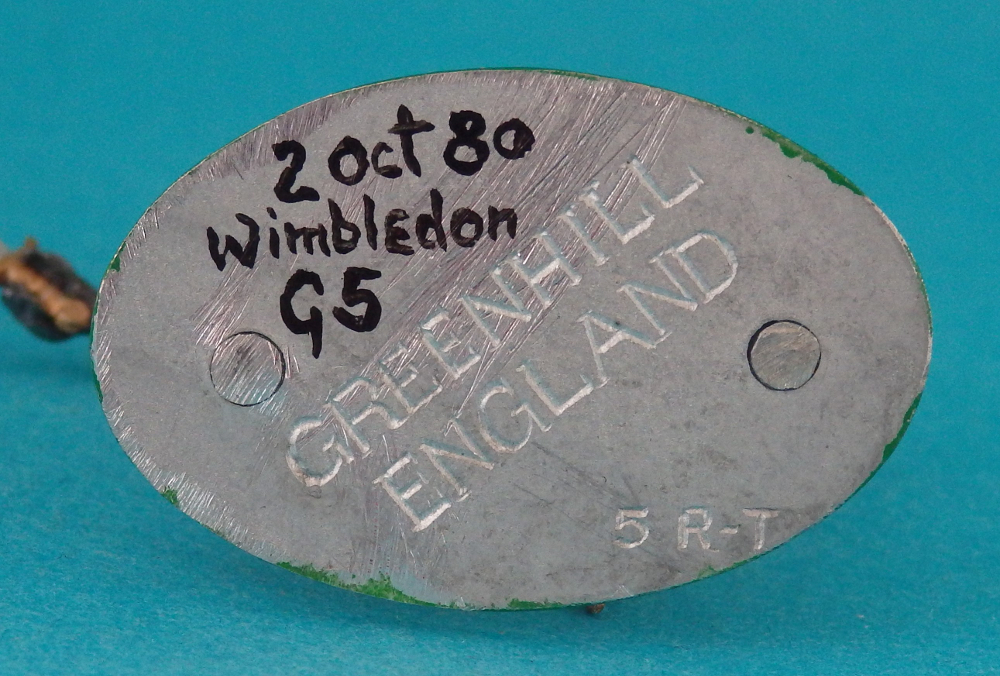 2 Oct 80
Wimbledon
G5
GREENHILL
ENGLAND
5 R-T